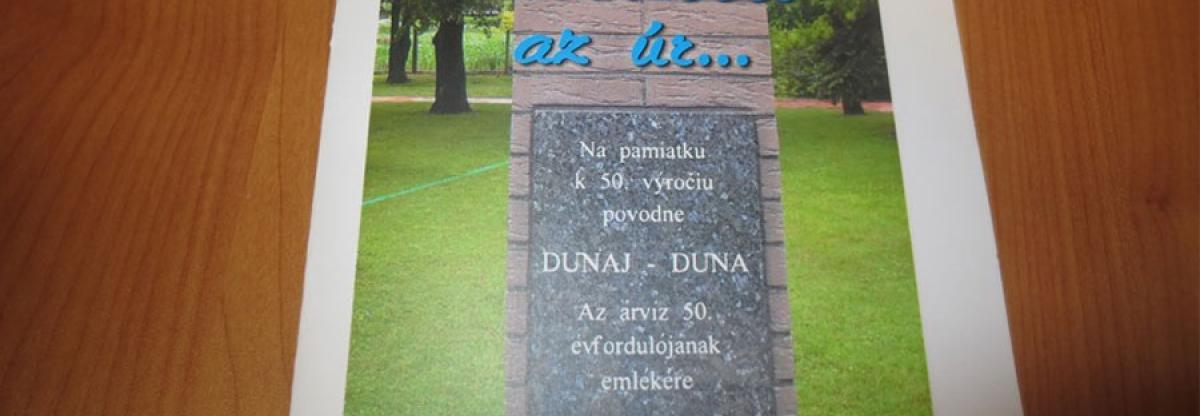 az úr...
Na pamiatku
k 50. výročiu
povodne
DUNAJ - DUNA
Az árvíz 50.
évfordulójának
emlékére